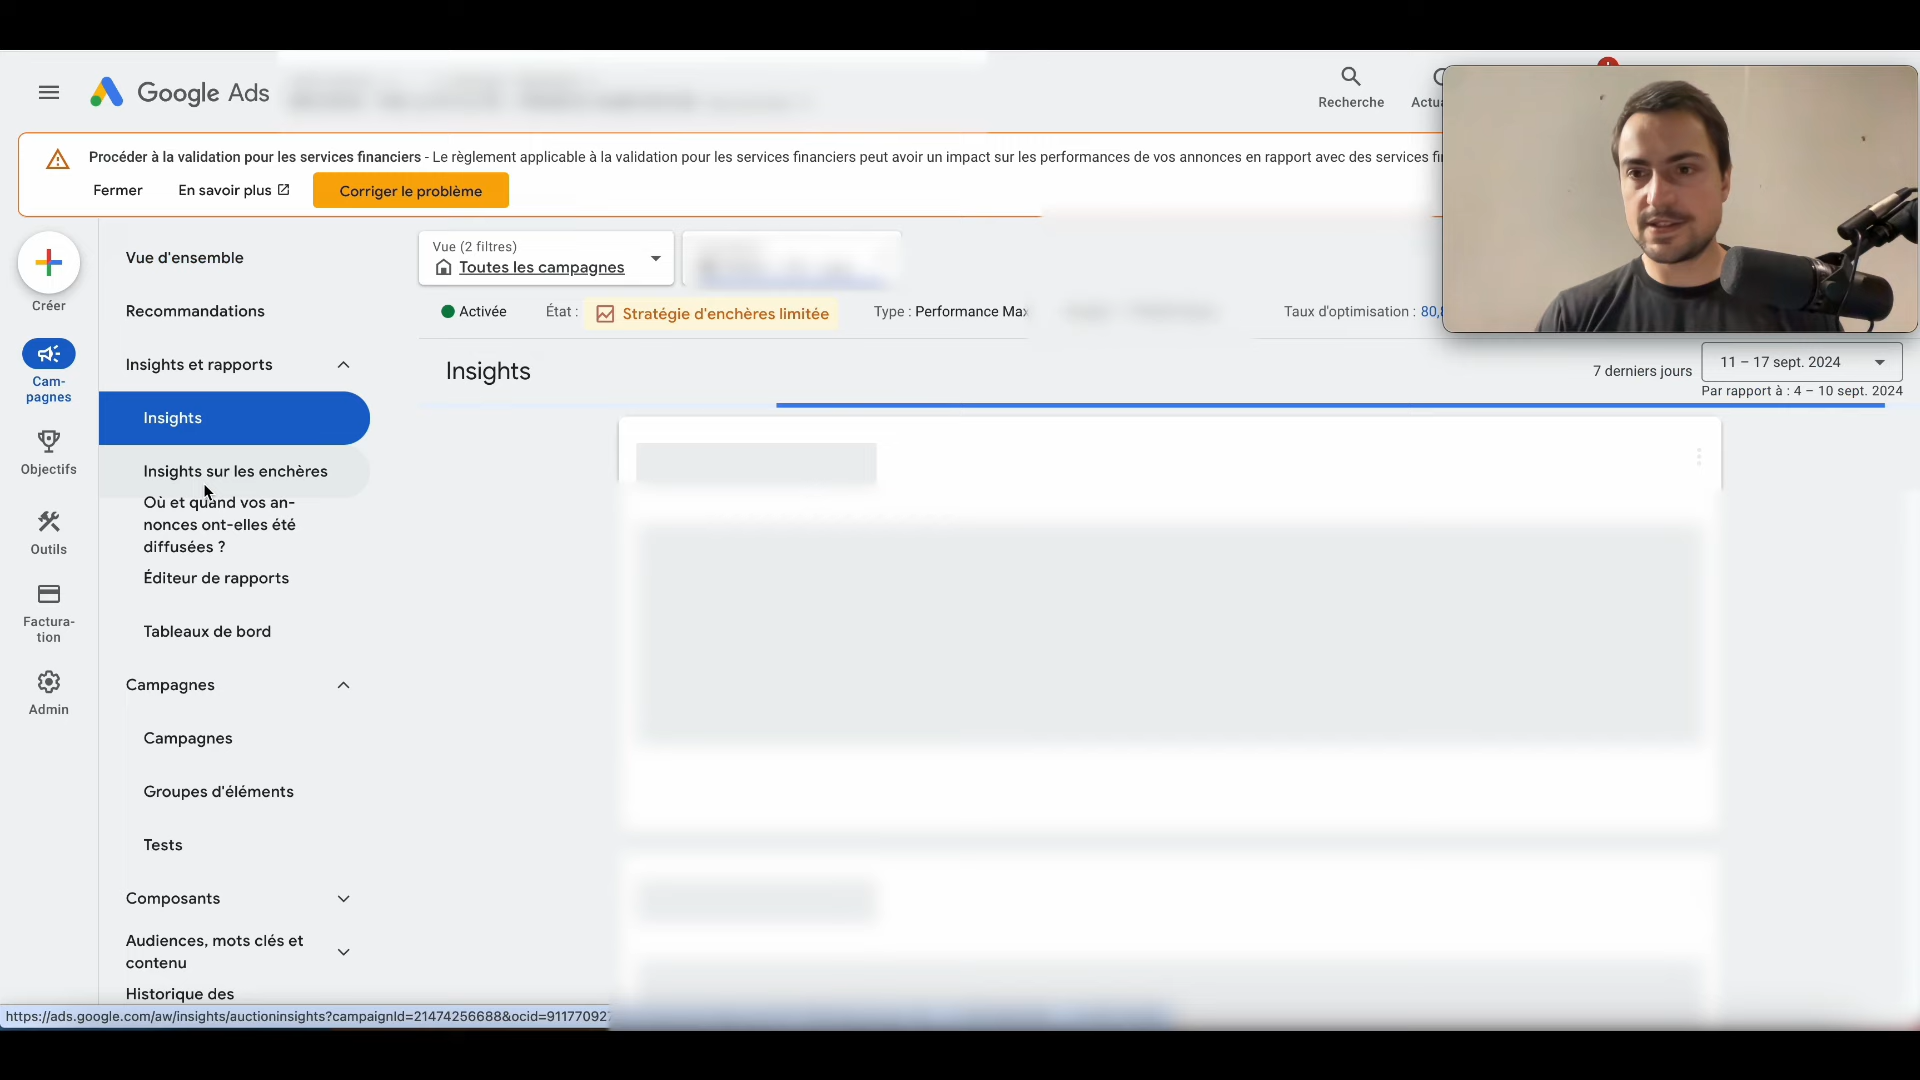 Google Ads
Recherche
Actua
Procéder à la validation pour les services financiers - Le règlement applicable à la validation pour les services financiers peut avoir un impact sur les performances de vos annonces en rapport avec des services fi
Fermer
En savoir plus
Corriger le problème
Créer
Cam-
pagnes
Objectifs
Outils
Factura-
tion
Admin
Vue d'ensemble
Recommandations
Insights et rapports
Insights
Insights sur les enchères
Où et quand vos an-
nonces ont-elles été
diffusées ?
Éditeur de rapports
Tableaux de bord
Campagnes
Campagnes
Groupes d'éléments
Tests
Composants
Audiences, mots clés et
contenu
Historique des
Vue (2 filtres)
Toutes les campagnes
Activée
État :
Stratégie d'enchères limitée
Type : Performance Max
Taux d'optimisation : 80,8
Insights
7 derniers jours
11 – 17 sept. 2024
Par rapport à : 4 – 10 sept. 2024
https://ads.google.com/aw/insights/auctioninsights?campaignId=21474256688&ocid=911770927